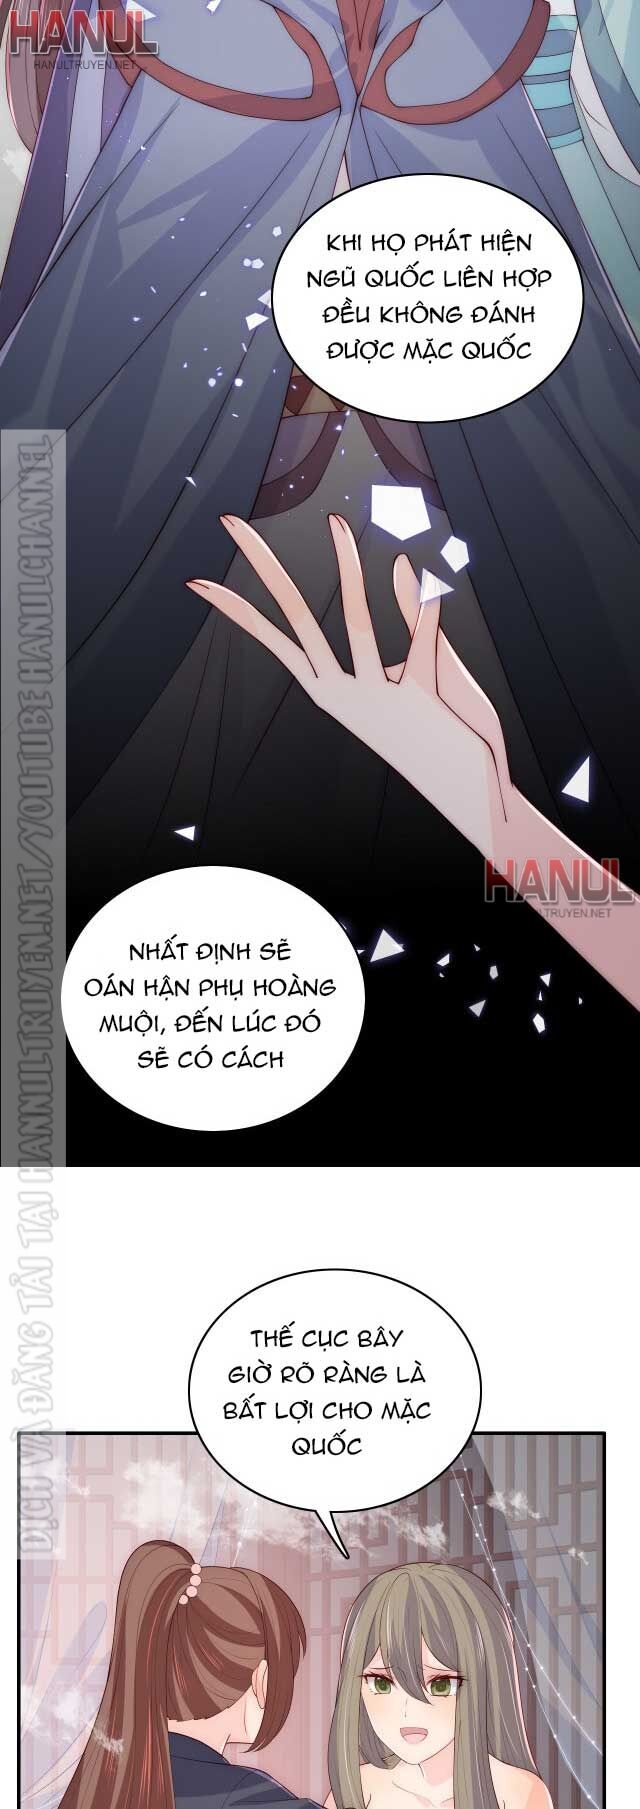 HANUL
HANULTRUYEN.NET
KHI HỌ PHÁT HIỆN
NGŨ QUỐC LIÊN HỢP
ĐỀU KHÔNG ĐÁNH
ĐƯỢC MẶC QUỐC
DỊCH VÀ ĐĂNG TẢI TẠI HANNULTRUYEN.NET/YOUTUBE HANULCHANNEL
HANUL
HANULTRUYEN.NET
NHẤT ĐỊNH SẼ
OÁN HẬN PHỤ HOÀNG
MUỘI, ĐẾN LÚC ĐÓ
SẼ CÓ CÁCH
THẾ CỤC BÂY
GIỜ RÕ RÀNG LÀ
BẤT LỢI CHO MẶC
QUỐC